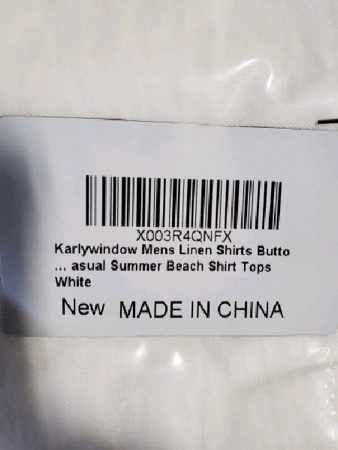 X003R4QNFX
Karlywindow Mens Linen Shirts Butto
... asual Summer Beach Shirt Tops
White
New MADE IN CHINA